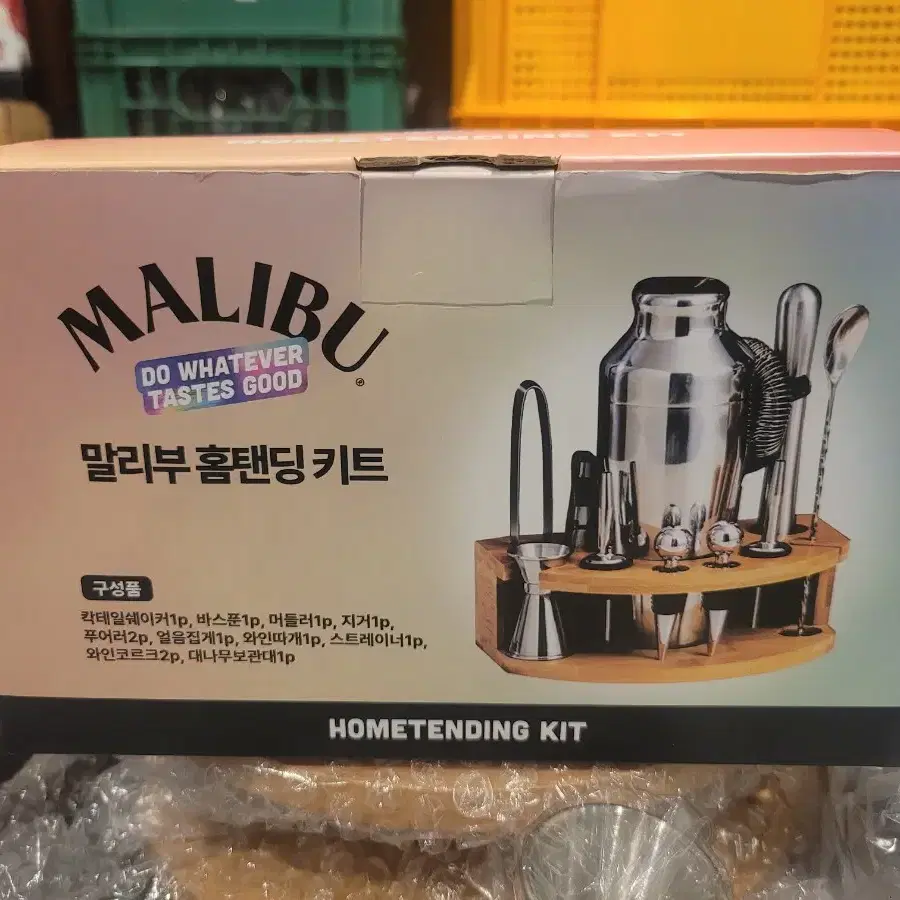 HOMETENDING KIT
MALIBU
DO WHATEVER
TASTES GOOD
말리부 홈탠딩 키트
구성품
칵테일쉐이커1p, 바스푼1p, 머들러1p, 지거1p,
푸어러2p, 얼음집게1p, 와인따개1p, 스트레이너1p,
와인코르크2p, 대나무보관대1p
HOMETENDING KIT